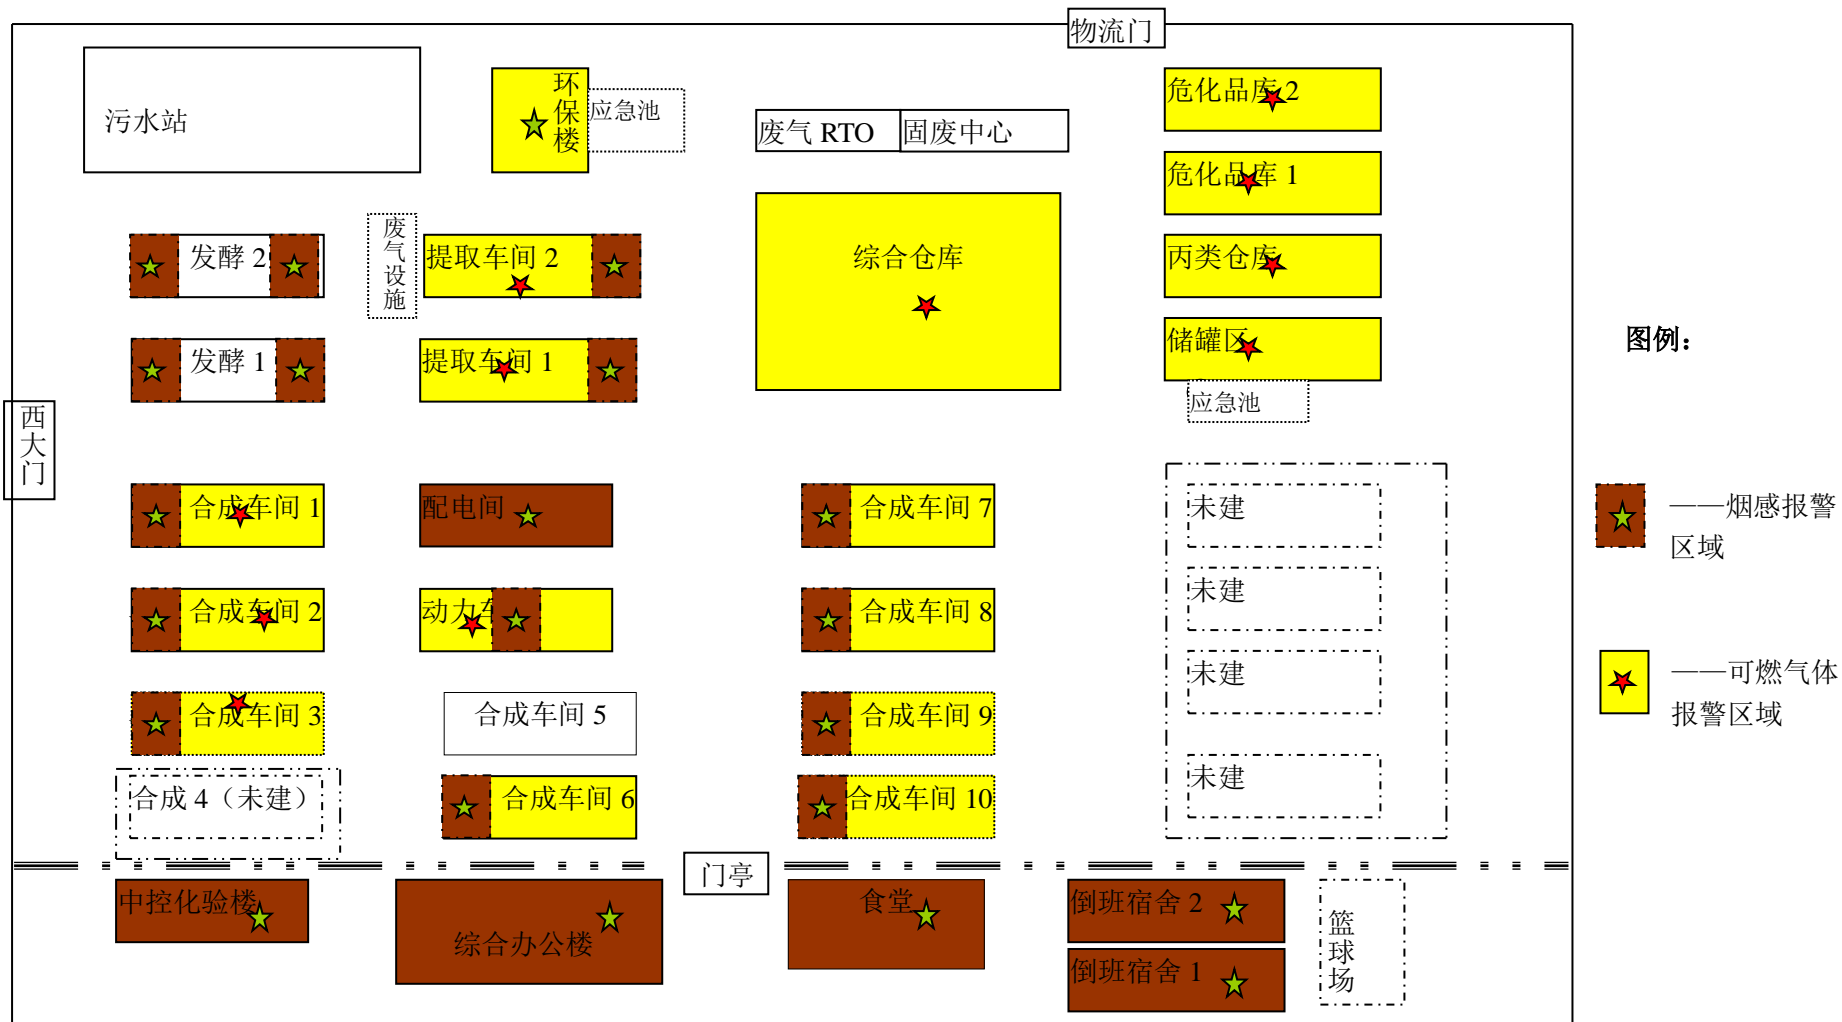 物流门
污水站
环保楼
应急池
废气 RTO
固废中心
危化品库 2
危化品库 1
发酵 2
废气设施
提取车间 2
综合仓库
丙类仓库
发酵 1
提取车间 1
储罐区
图例：
应急池
西大门
合成车间 1
配电间
合成车间 7
未建
——烟感报警
区域
合成车间 2
动力车
合成车间 8
未建
合成车间 3
合成车间 5
合成车间 9
未建
——可燃气体
报警区域
合成 4（未建）
合成车间 6
合成车间 10
未建
门亭
中控化验楼
综合办公楼
食堂
倒班宿舍 2
倒班宿舍 1
篮球场